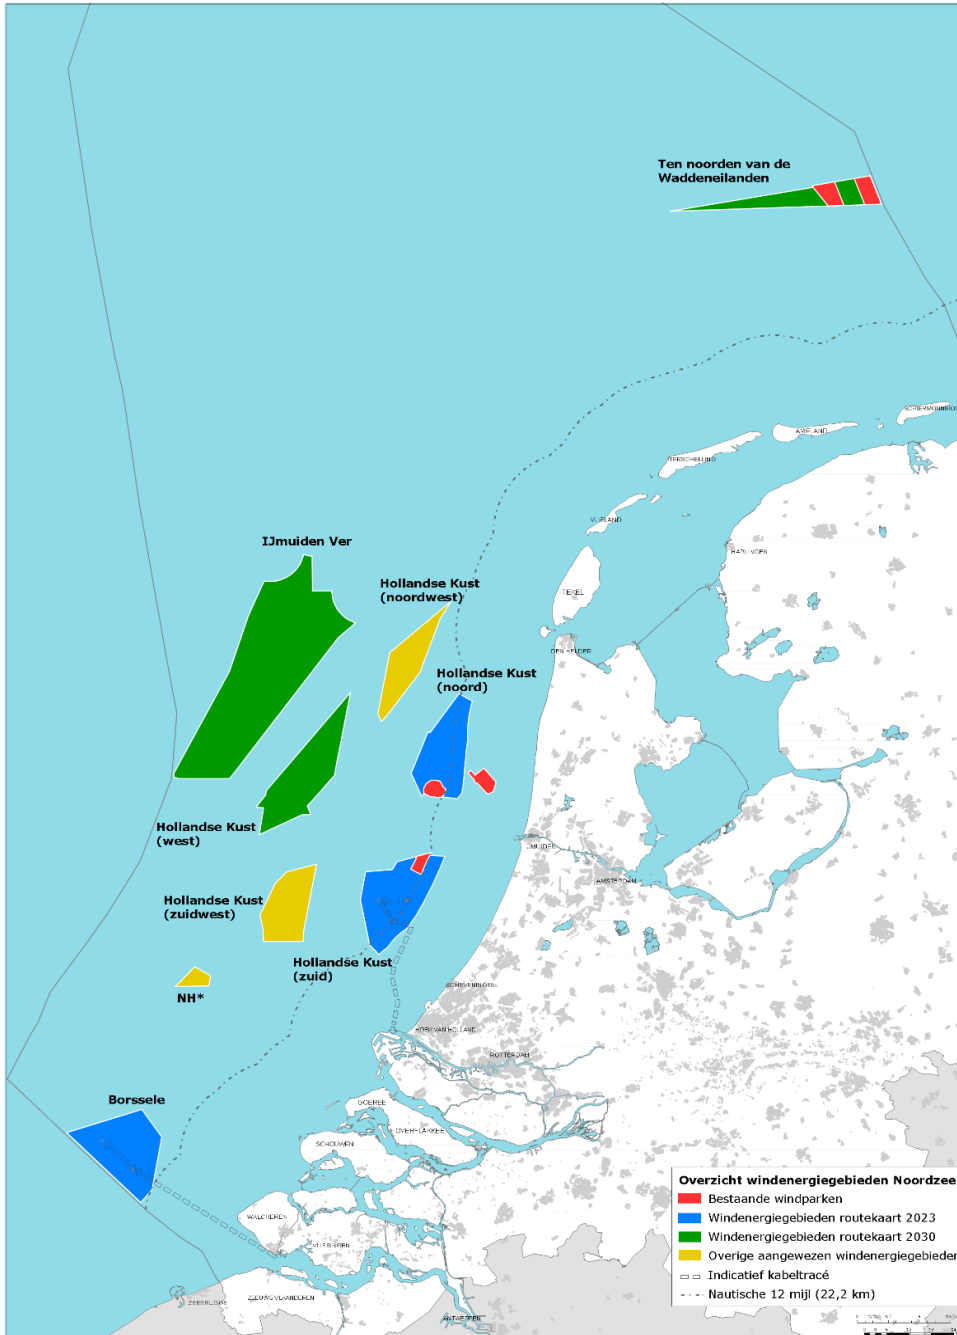 Ten noorden van de
Waddeneilanden
SCHIERMONNIKOO
AMELAND
TERSCHELLING
VLIELAND
HARLINGEN
IJmuiden Ver
Hollandse Kust
(noordwest)
TEXEL
DEN HELDER
Hollandse Kust
(noord)
Hollandse Kust
(west)
IJMUIDEN
AMSTERDAM
Hollandse Kust
(zuidwest)
Hollandse Kust
(zuid)
NH*
SCHEVENINGEN
HOEK VAN HOLLAND
ROTTERDAM
Borssele
GOEREE
OVERFLAKKEE
SCHOUWEN
WALCHEREN
VLISSINGEN
ZEEUWS VLAANDEREN
ZEEBRUGGE
ANTWERPEN
Overzicht windenergiegebieden Noordzee
Bestaande windparken
Windenergiegebieden routekaart 2023
Windenergiegebieden routekaart 2030
Overige aangewezen windenergiegebieden
Indicatief kabeltracé
Nautische 12 mijl (22,2 km)